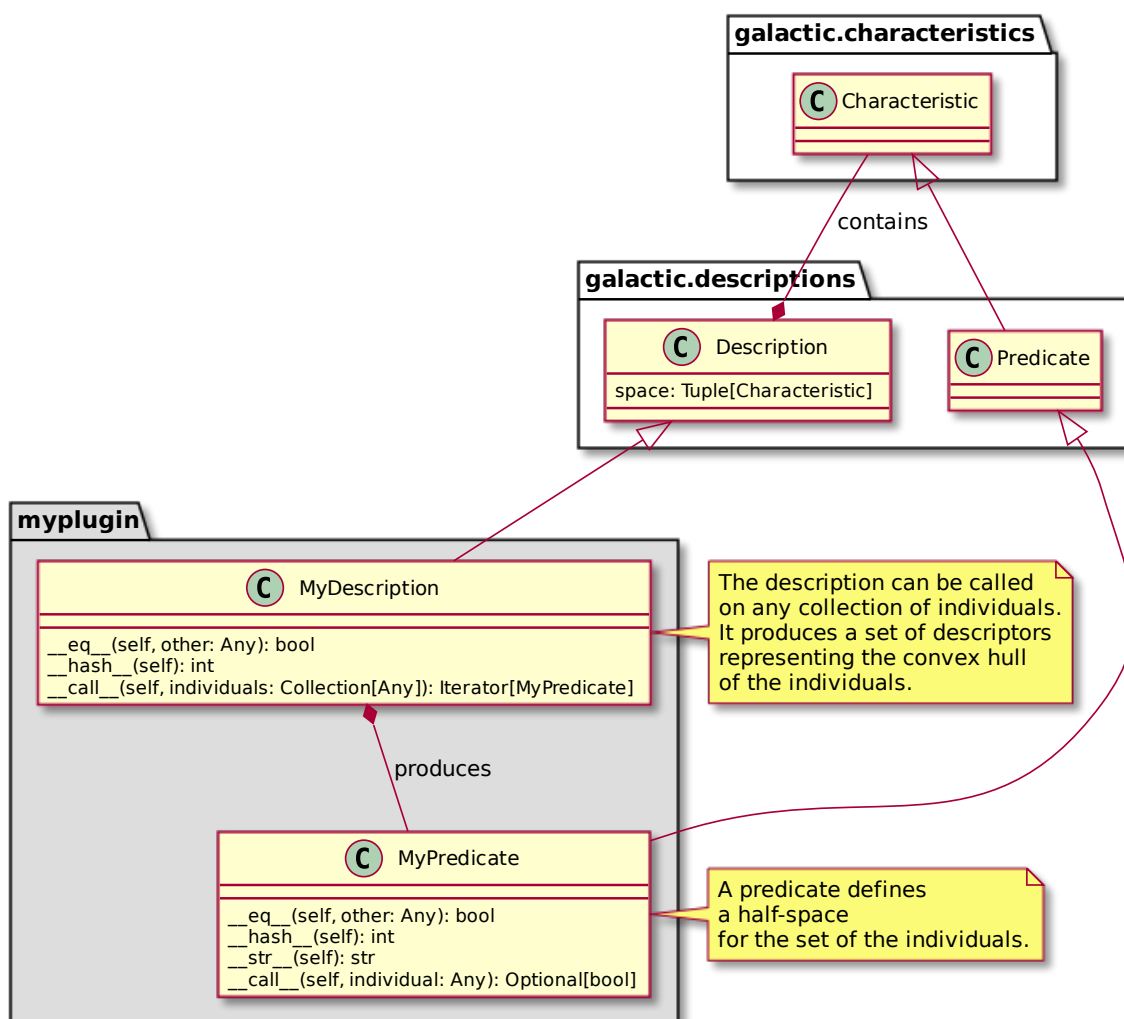 galactic.characteristics
C Characteristic
contains
galactic.descriptions
C Description
space: Tuple[Characteristic]
C Predicate
myplugin
C MyDescription
__eq__(self, other: Any): bool
__hash__(self): int
__call__(self, individuals: Collection[Any]): Iterator[MyPredicate]
The description can be called
on any collection of individuals.
It produces a set of descriptors
representing the convex hull
of the individuals.
produces
C MyPredicate
__eq__(self, other: Any): bool
__hash__(self): int
__str__(self): str
__call__(self, individual: Any): Optional[bool]
A predicate defines
a half-space
for the set of the individuals.